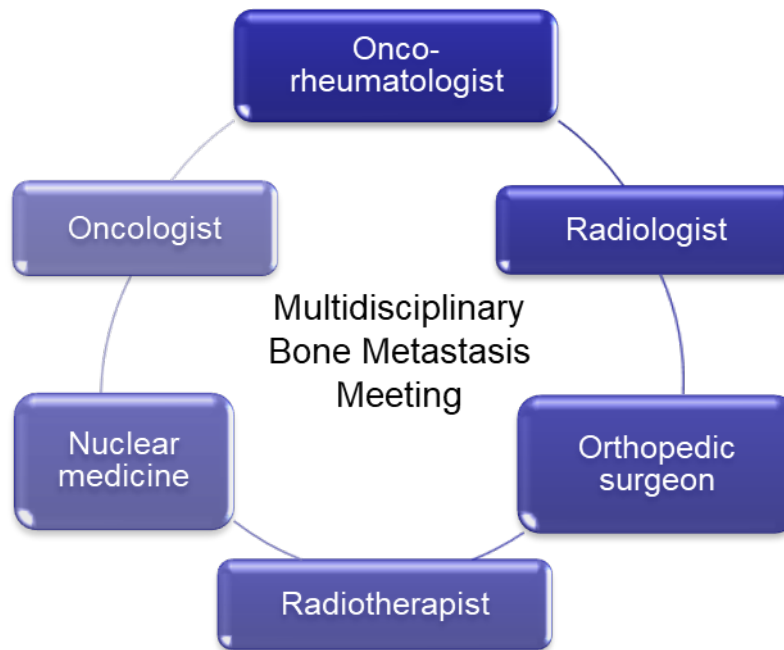 Onco-
rheumatologist
Oncologist
Radiologist
Multidisciplinary
Bone Metastasis
Meeting
Nuclear
medicine
Orthopedic
surgeon
Radiotherapist